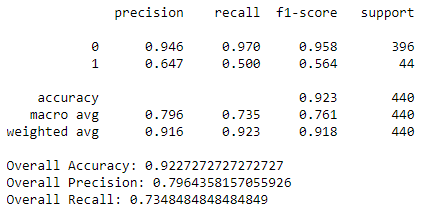 precision recall f1-score support
0 0.946 0.970 0.958 396
1 0.647 0.500 0.564 44
accuracy 0.923 440
macro avg 0.796 0.735 0.761 440
weighted avg 0.916 0.923 0.918 440
Overall Accuracy: 0.9227272727272727
Overall Precision: 0.7964358157055926
Overall Recall: 0.7348484848484849